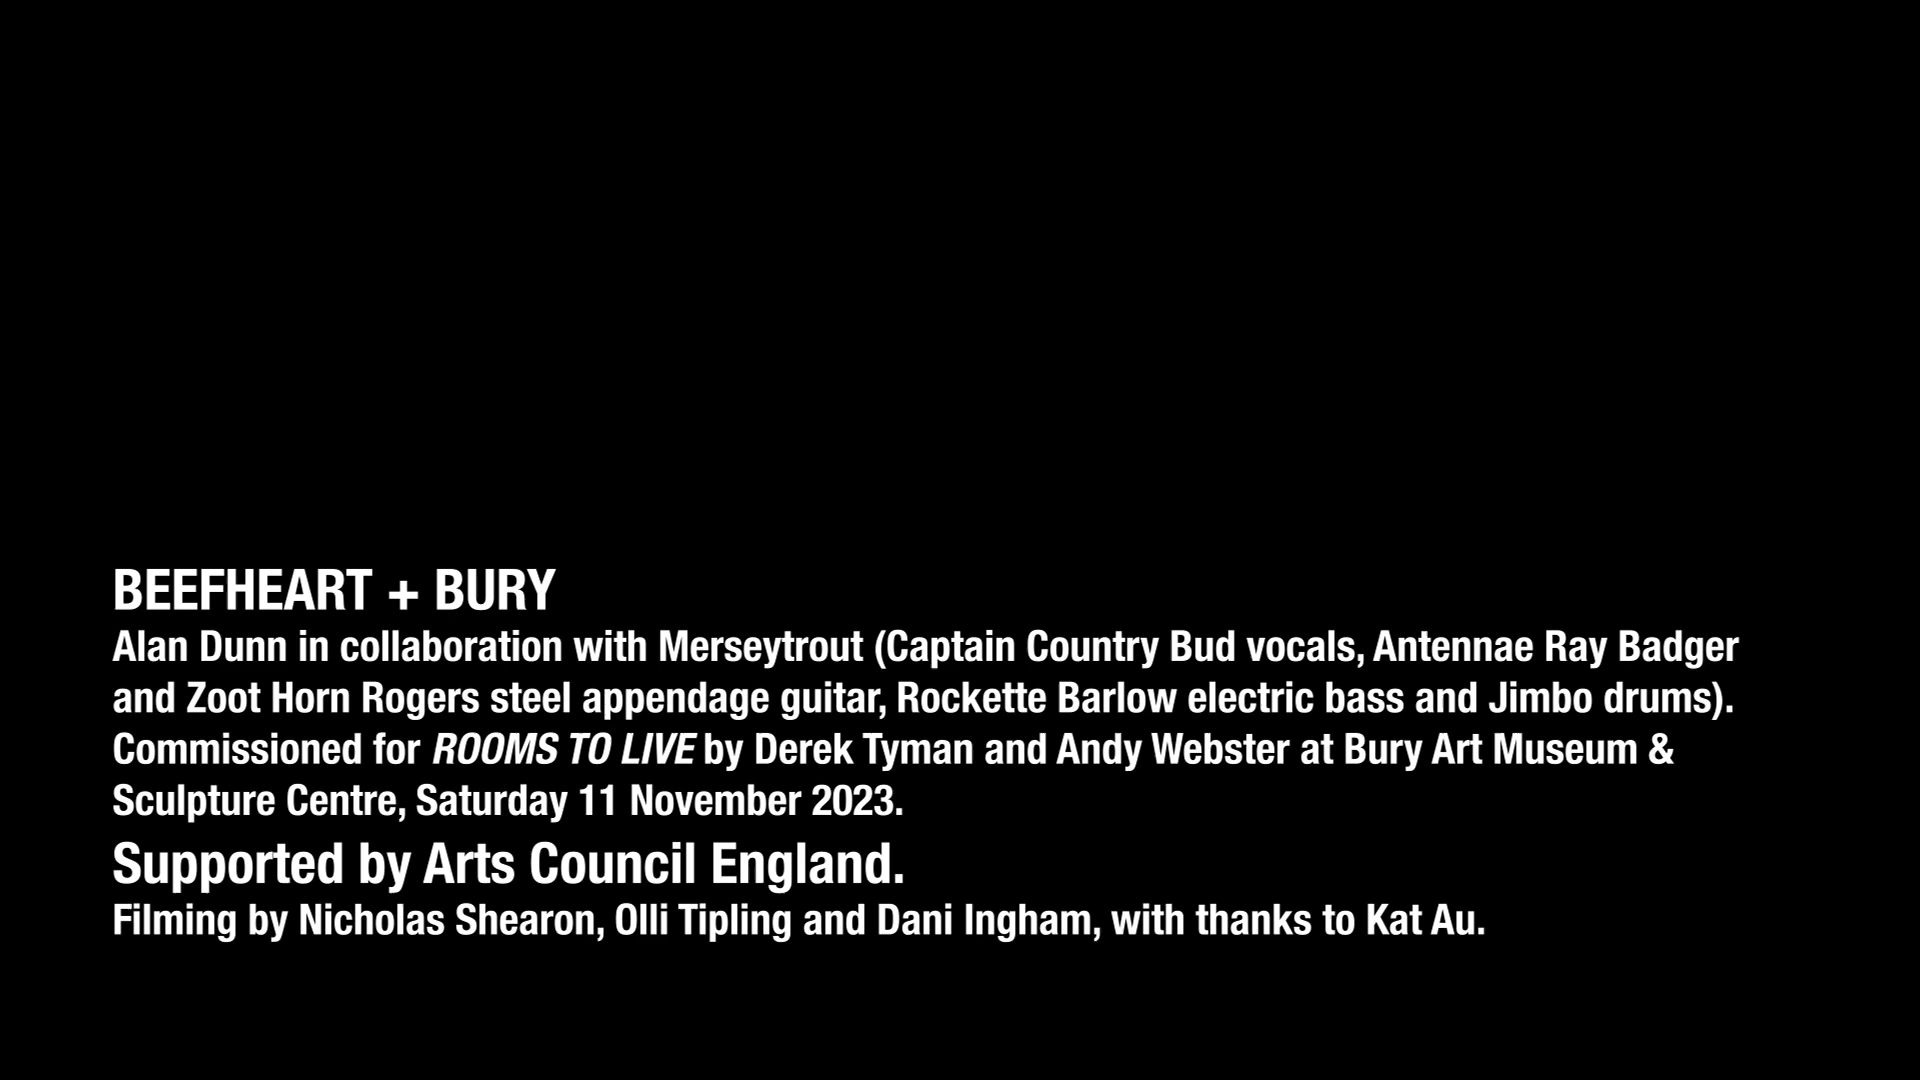 BEEFHEART + BURY
Alan Dunn in collaboration with Merseytrout (Captain Country Bud vocals, Antennae Ray Badger
and Zoot Horn Rogers steel appendage guitar, Rockette Barlow electric bass and Jimbo drums).
Commissioned for ROOMS TO LIVE by Derek Tyman and Andy Webster at Bury Art Museum &
Sculpture Centre, Saturday 11 November 2023.
Supported by Arts Council England.
Filming by Nicholas Shearon, Olli Tipling and Dani Ingham, with thanks to Kat Au.